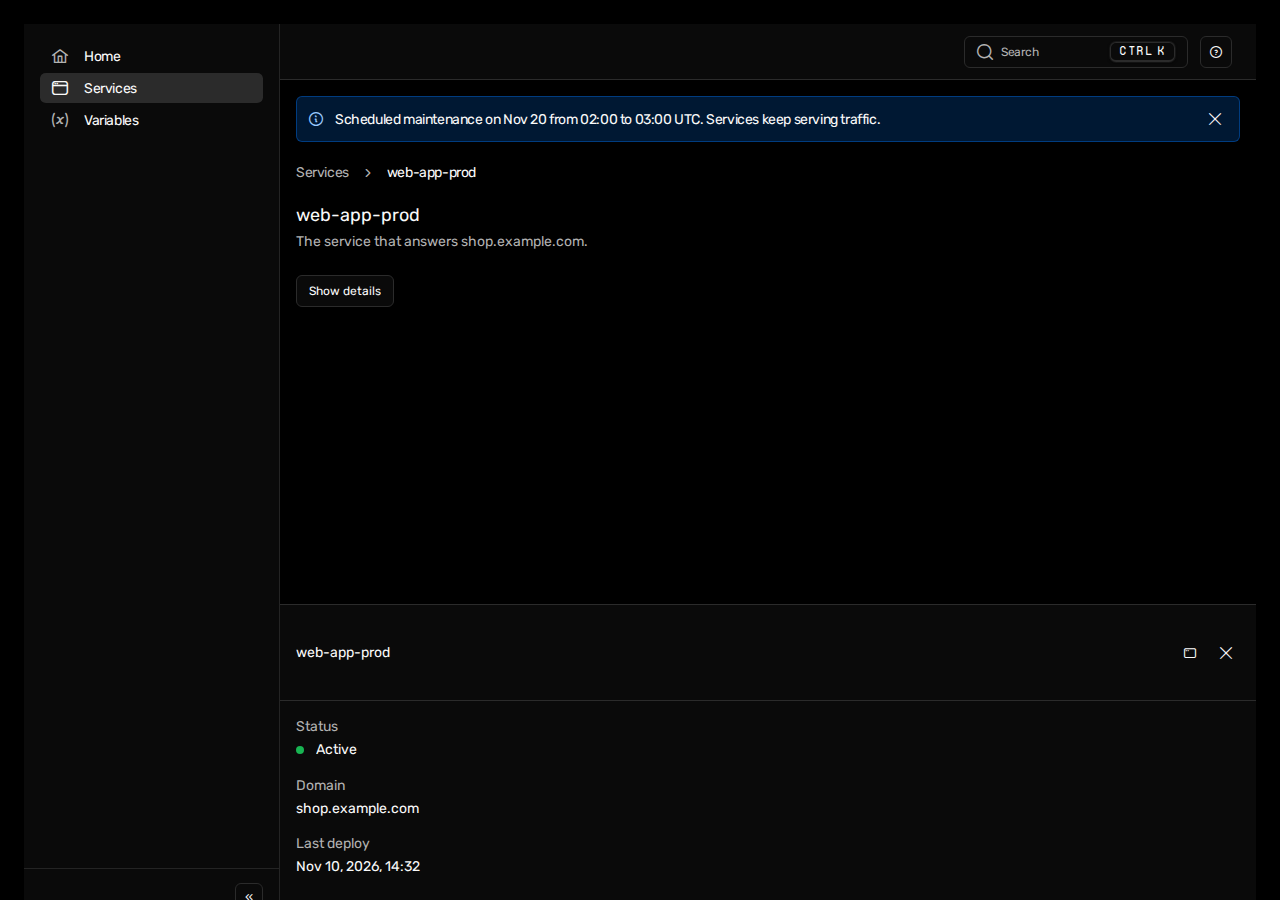 Home
Services
(x) Variables
Search CTRL K
Scheduled maintenance on Nov 20 from 02:00 to 03:00 UTC. Services keep serving traffic.
Services > web-app-prod
web-app-prod
The service that answers shop.example.com.
Show details
web-app-prod
Status
Active
Domain
shop.example.com
Last deploy
Nov 10, 2026, 14:32
«